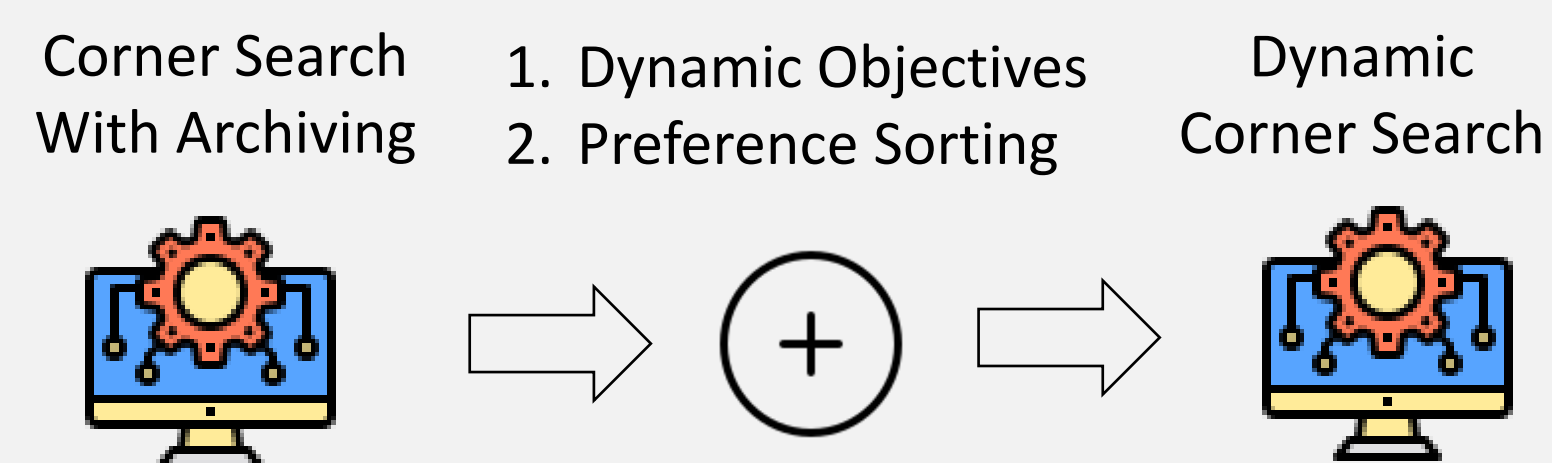 Corner Search
With Archiving
1. Dynamic Objectives
2. Preference Sorting
Dynamic
Corner Search